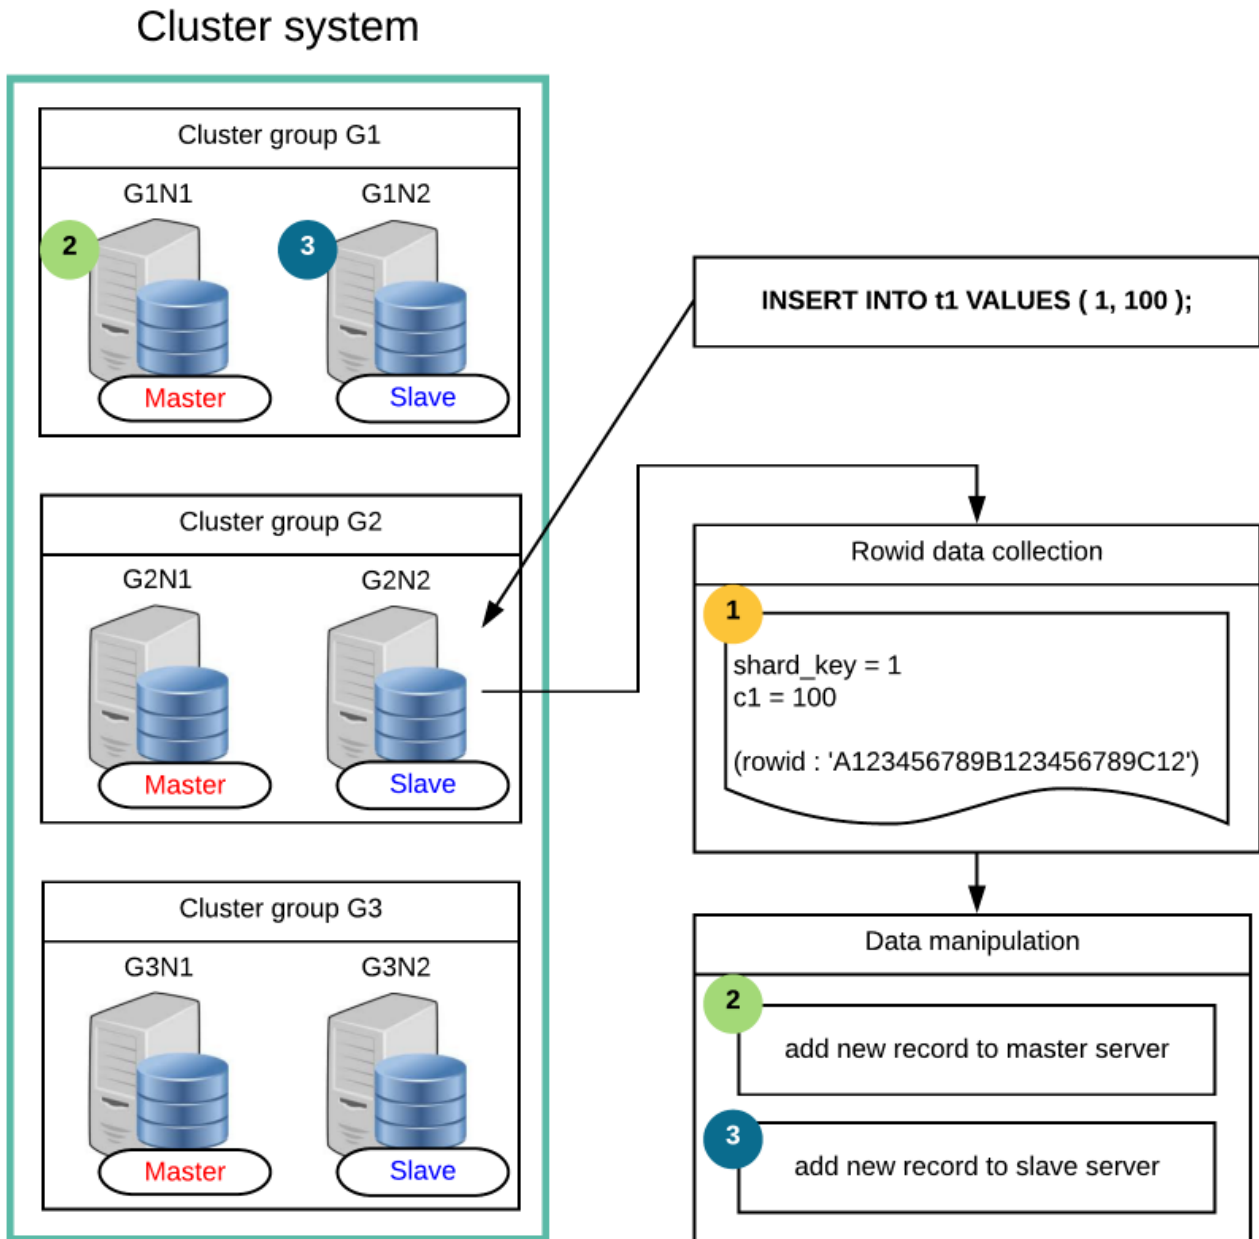 Cluster system
Cluster group G1
G1N1
G1N2
2
3
Master
Slave
INSERT INTO t1 VALUES ( 1, 100 );
Cluster group G2
G2N1
G2N2
Master
Slave
Rowid data collection
1
shard_key = 1
c1 = 100
(rowid : 'A123456789B123456789C12')
Cluster group G3
G3N1
G3N2
Master
Slave
Data manipulation
2
add new record to master server
3
add new record to slave server